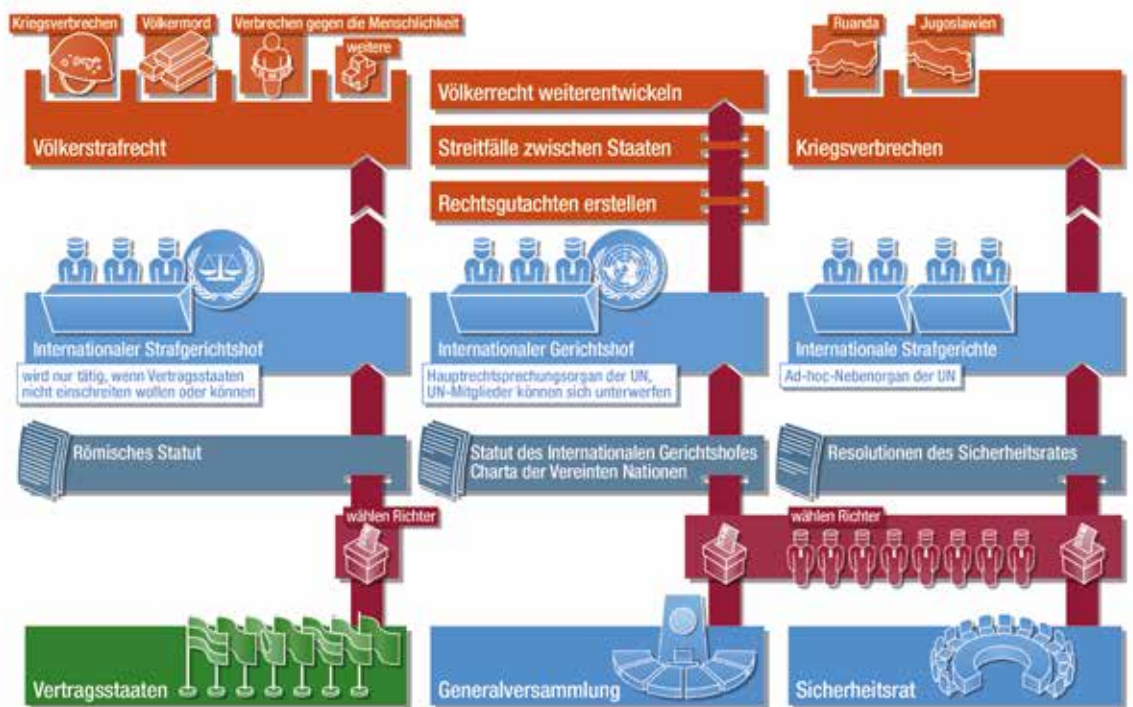 Kriegsverbrechen
Völkermord
Verbrechen gegen die Menschlichkeit
weitere
Völkerstrafrecht
Völkerrecht weiterentwickeln
Streitfälle zwischen Staaten
Rechtsgutachten erstellen
Ruanda
Jugoslawien
Kriegsverbrechen
Internationaler Strafgerichtshof
wird nur tätig, wenn Vertragsstaaten
nicht einschreiten wollen oder können
Internationaler Gerichtshof
Hauptrechtsprechungsorgan der UN,
UN-Mitglieder können sich unterwerfen
Internationale Strafgerichte
Ad-hoc-Nebenorgan der UN
Römisches Statut
Statut des Internationalen Gerichtshofes
Charta der Vereinten Nationen
Resolutionen des Sicherheitsrates
wählen Richter
wählen Richter
Vertragsstaaten
Generalversammlung
Sicherheitsrat